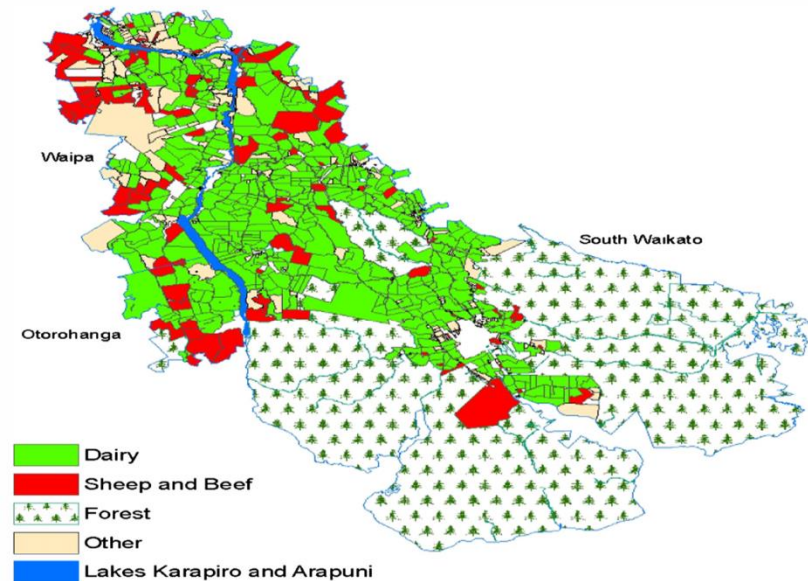 Waipa
South Waikato
Otorohanga
Dairy
Sheep and Beef
Forest
Other
Lakes Karapiro and Arapuni